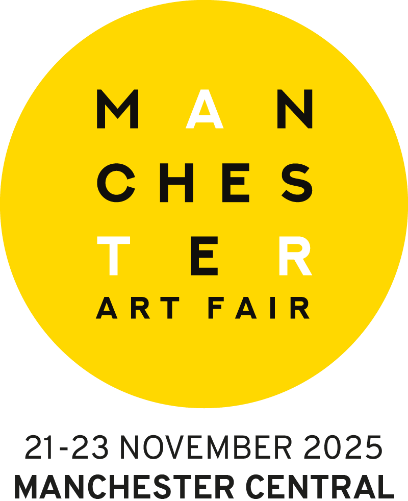 MAN
CHES
TER
ART FAIR
21-23 NOVEMBER 2025
MANCHESTER CENTRAL